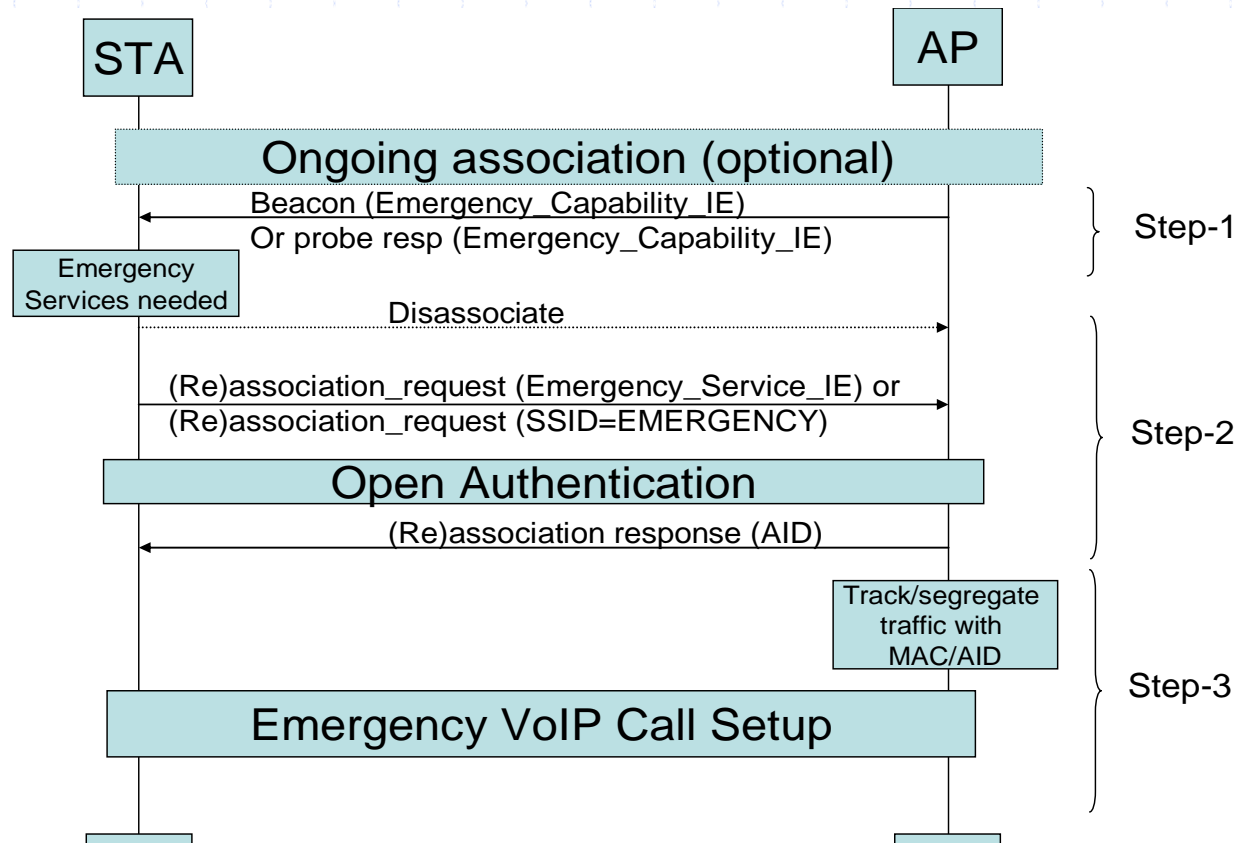 STA
AP
Ongoing association (optional)
Beacon (Emergency_Capability_IE)
Or probe resp (Emergency_Capability_IE)
Step-1
Emergency
Services needed
Disassociate
(Re)association_request (Emergency_Service_IE) or
(Re)association_request (SSID=EMERGENCY)
Step-2
Open Authentication
(Re)association response (AID)
Track/segregate
traffic with
MAC/AID
Step-3
Emergency VoIP Call Setup